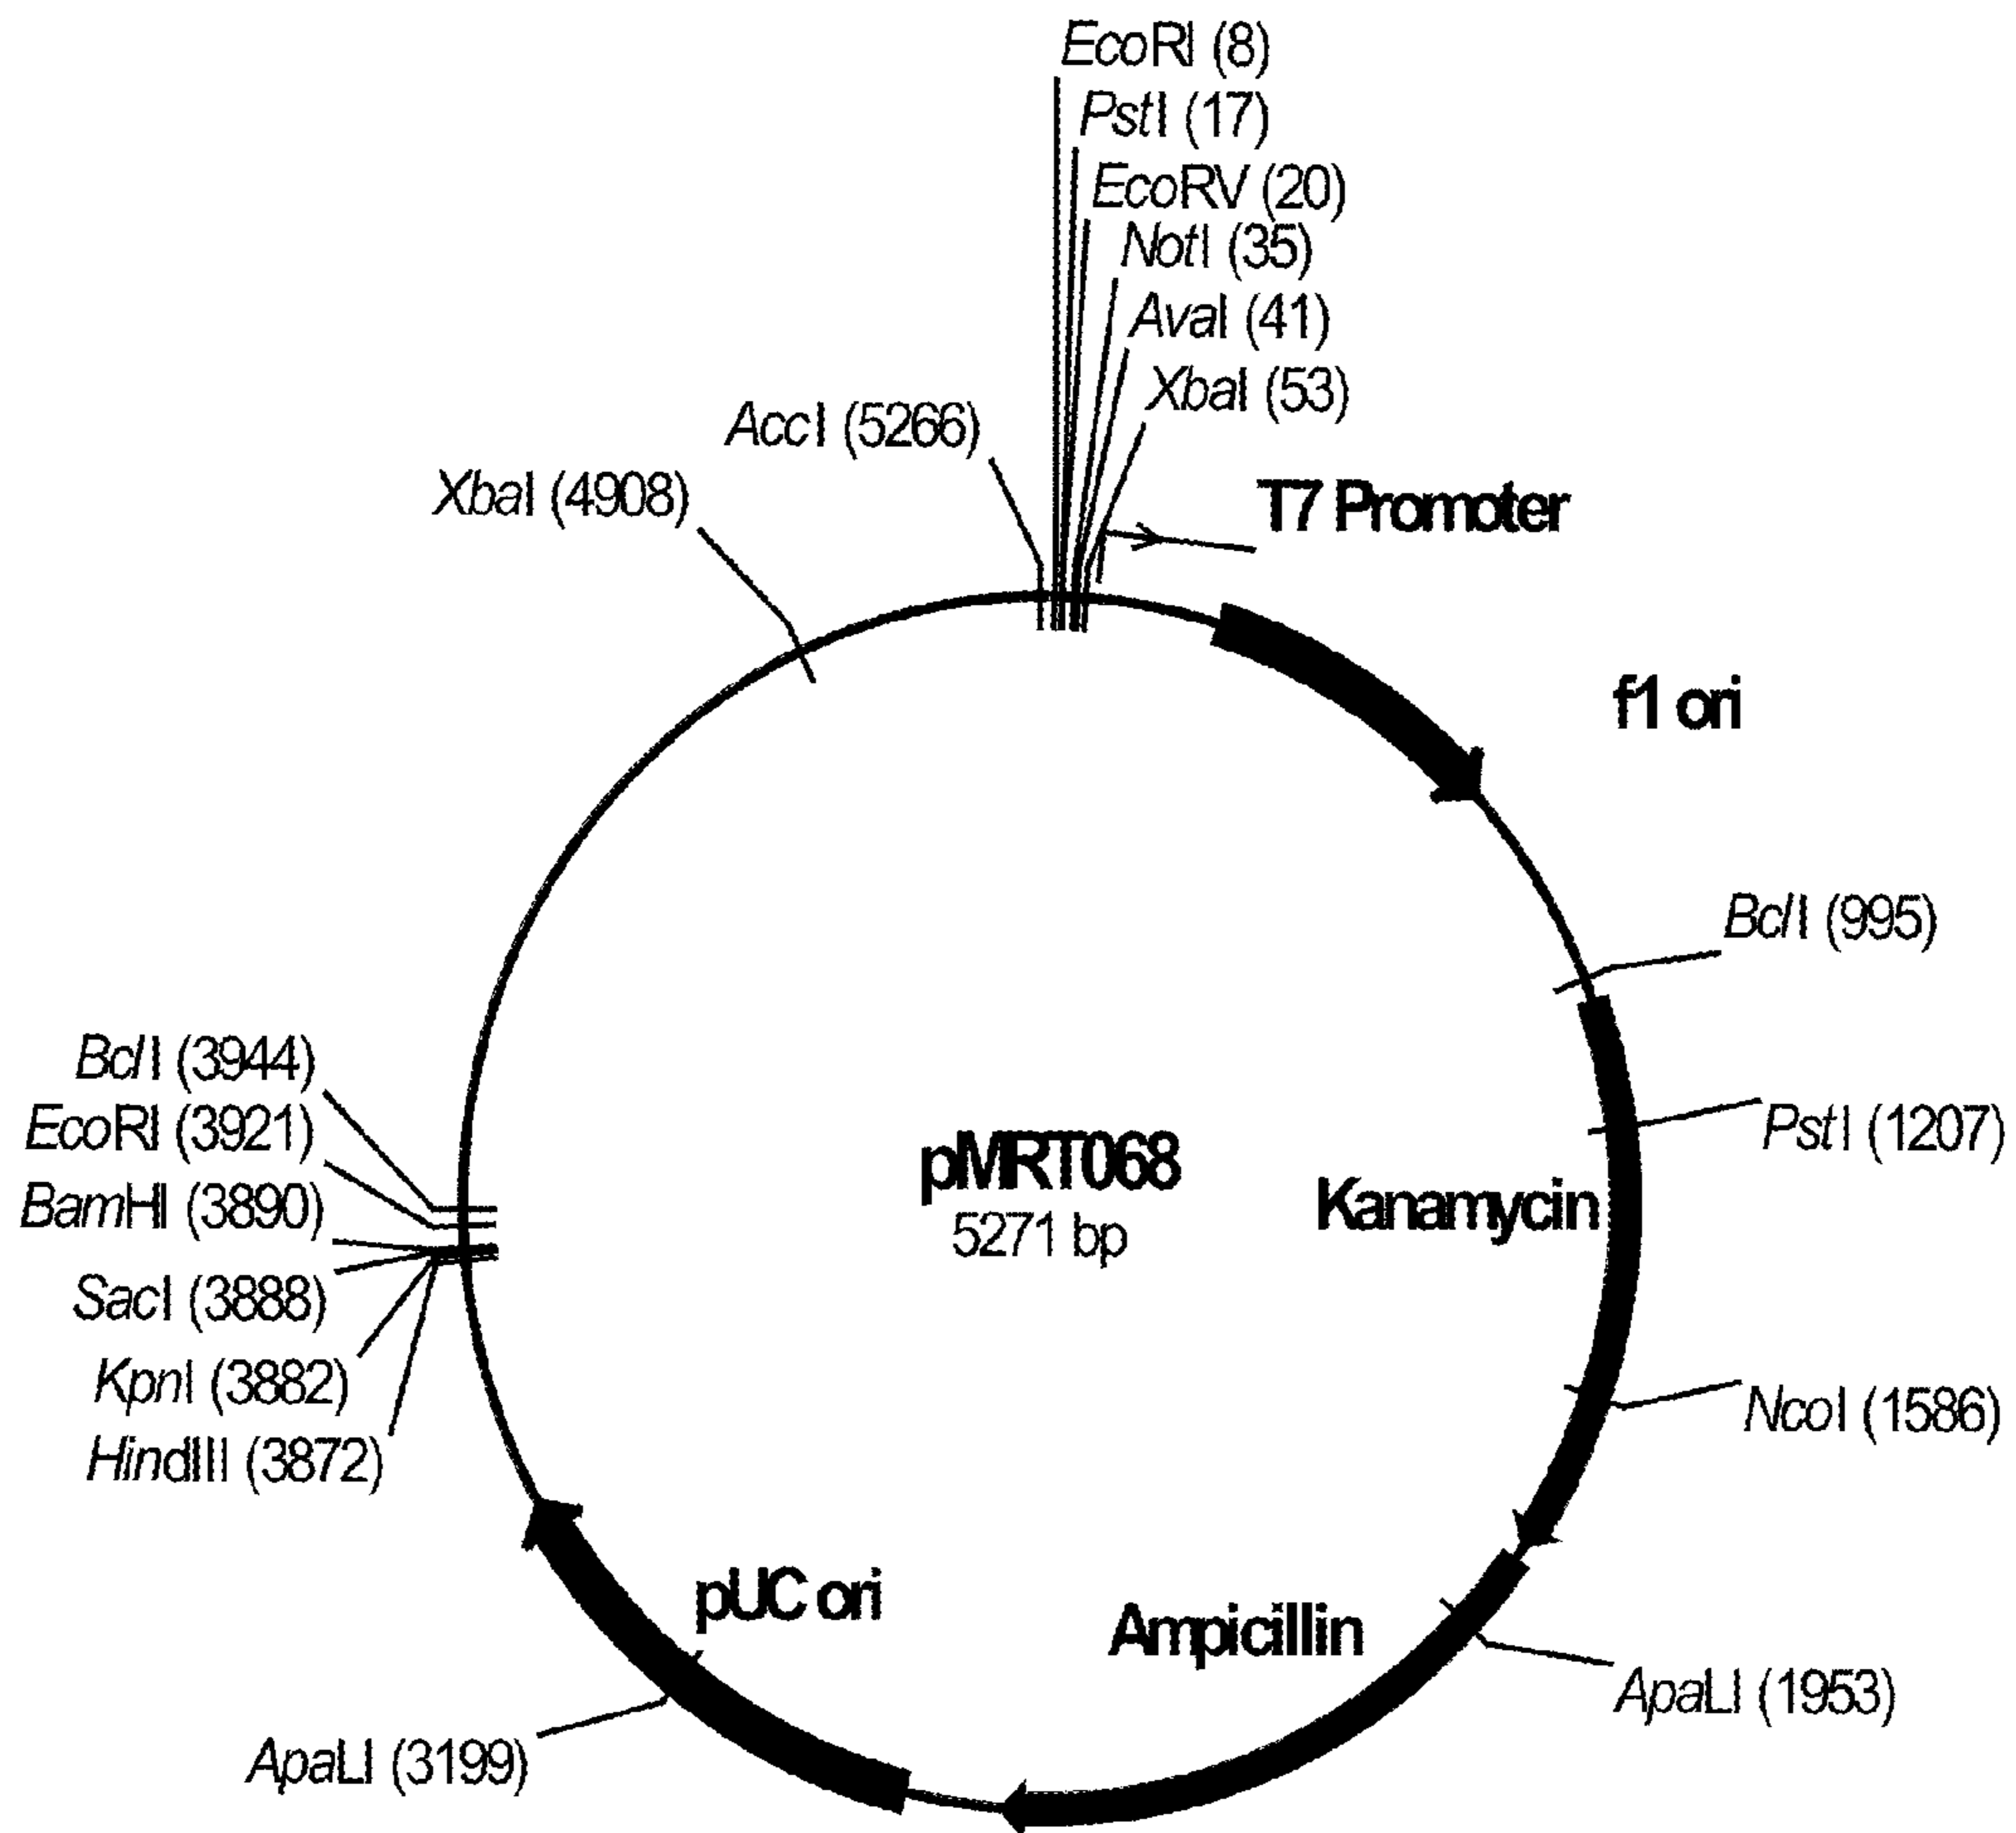 EcoRI (8)
PstI (17)
EcoRV (20)
NotI (35)
AvaI (41)
XbaI (53)
AccI (5266)
XbaI (4908)
T7 Promoter
f1 ori
BclI (995)
PstI (1207)
Kanamycin
NcoI (1586)
ApaLI (1953)
Ampicillin
pUC ori
ApaLI (3199)
BclI (3944)
EcoRI (3921)
BamHI (3890)
SacI (3888)
KpnI (3882)
HindIII (3872)
pMRT068
5271 bp